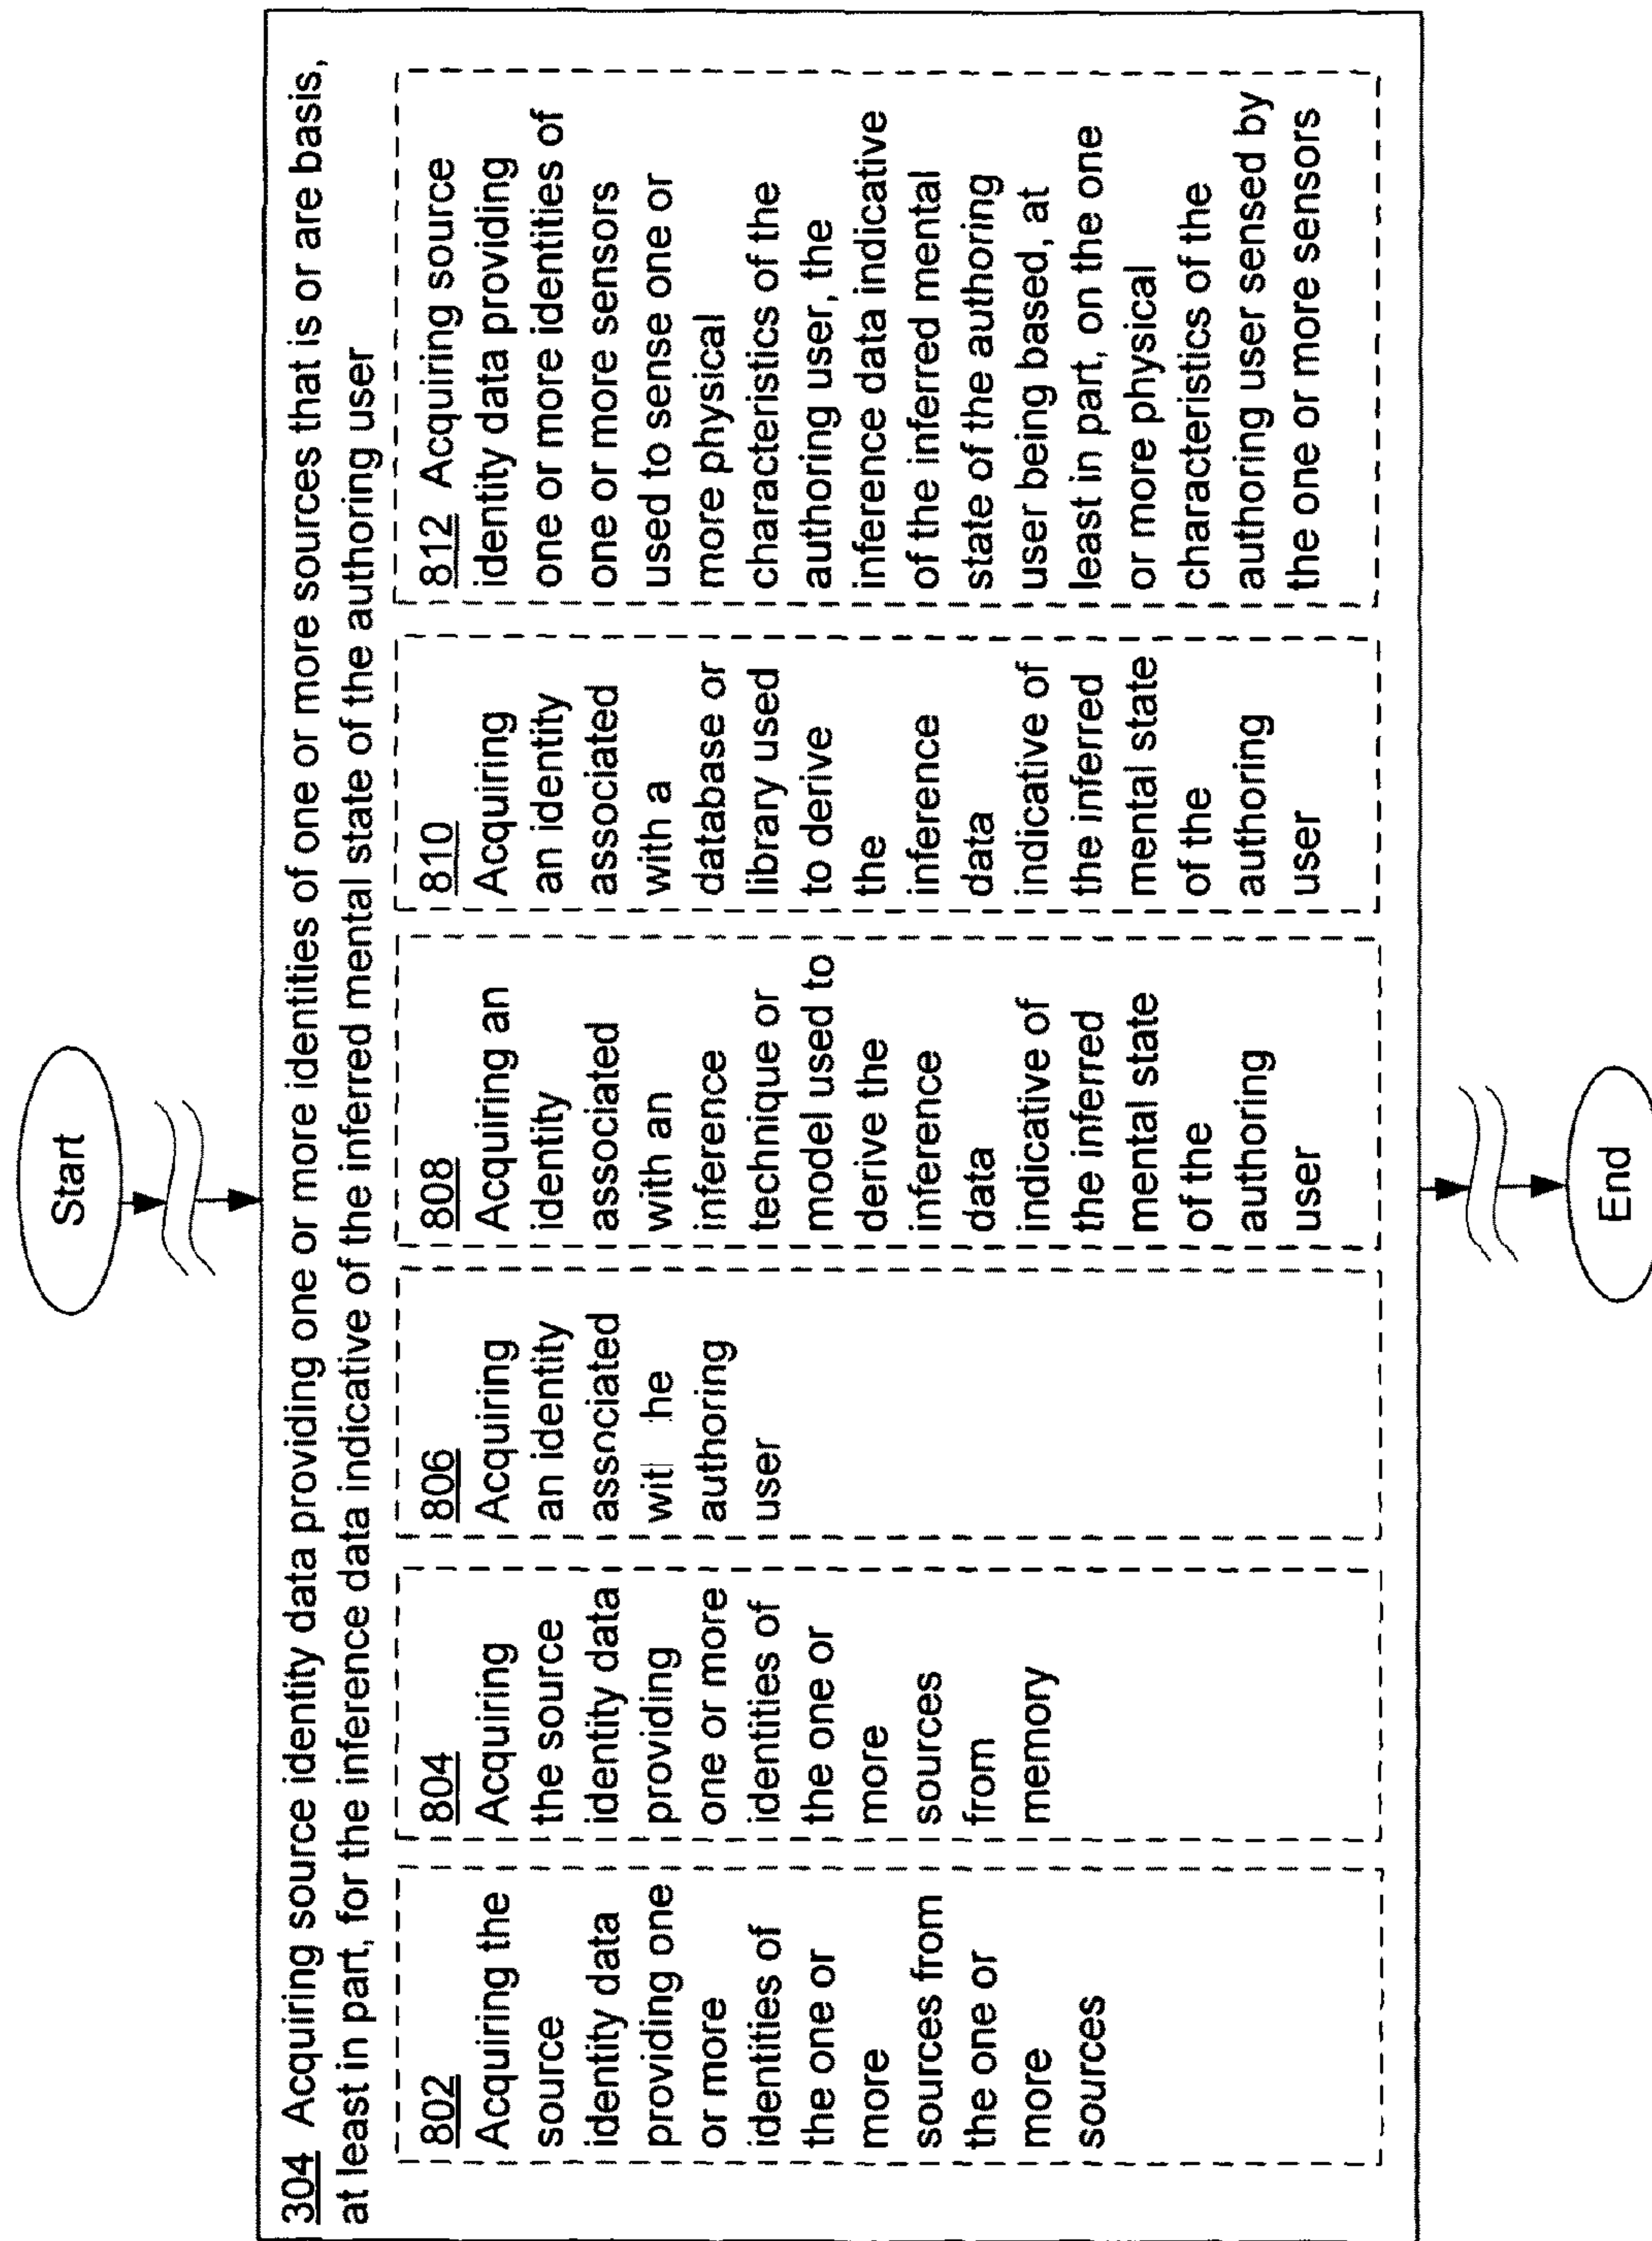 Start
304 Acquiring source identity data providing one or more identities of one or more sources that is or are basis,
at least in part, for the inference data indicative of the inferred mental state of the authoring user
802
Acquiring the
source
identity data
providing one
or more
identities of
the one or
more
sources from
the one or
more
sources
804
Acquiring
the source
identity data
providing
one or more
identities of
the one or
more
sources
from
memory
806
Acquiring
an identity
associated
the
authoring
user
808
Acquiring an
identity
associated
with an
inference
technique or
model used to
derive the
inference
data
indicative of
the inferred
mental state
of the
authoring
user
810
Acquiring
an identity
associated
with a
database or
library used
to derive
the
inference
data
indicative of
the inferred
mental state
of the
authoring
user
812 Acquiring source
identity data providing
one or more identities of
one or more sensors
used to sense one or
more physical
characteristics of the
authoring user, the
inference data indicative
of the inferred mental
state of the authoring
user being based, at
least in part, on the one
or more physical
characteristics of the
authoring user sensed by
the one or more sensors
End